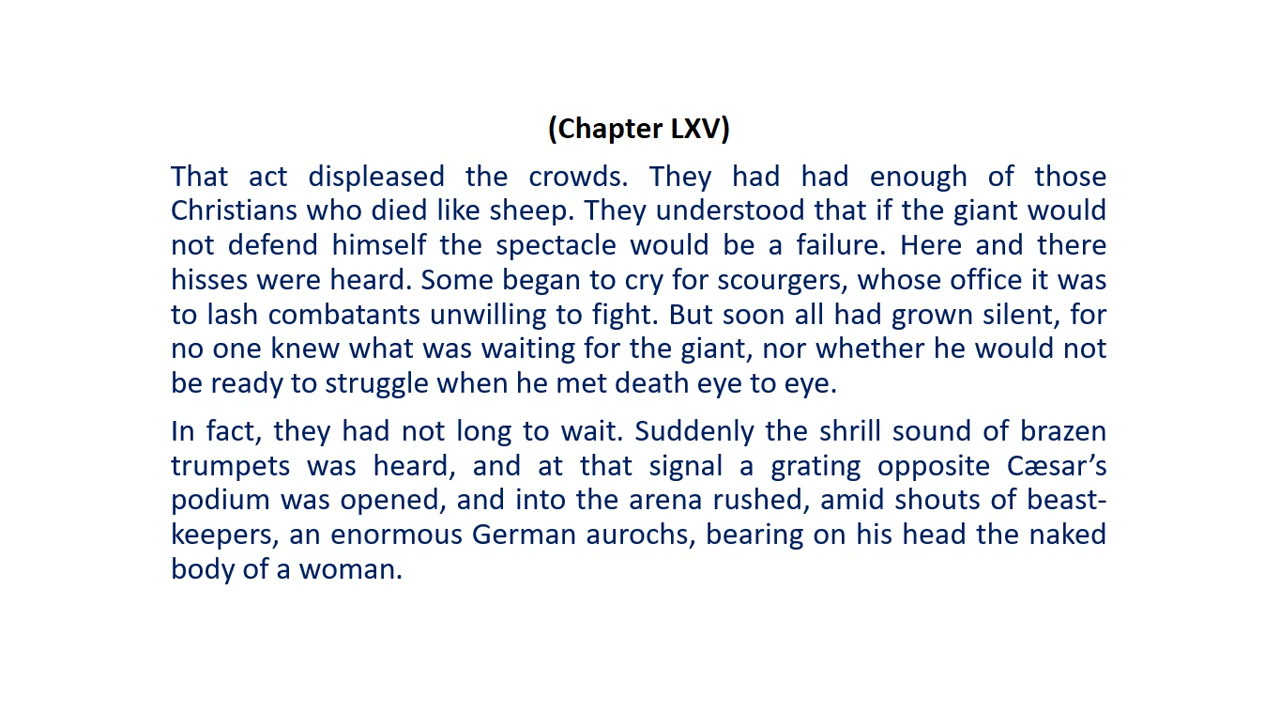 (Chapter LXV)
That act displeased the crowds. They had had enough of those
Christians who died like sheep. They understood that if the giant would
not defend himself the spectacle would be a failure. Here and there
hisses were heard. Some began to cry for scourgers, whose office it was
to lash combatants unwilling to fight. But soon all had grown silent, for
no one knew what was waiting for the giant, nor whether he would not
be ready to struggle when he met death eye to eye.
In fact, they had not long to wait. Suddenly the shrill sound of brazen
trumpets was heard, and at that signal a grating opposite Cæsar’s
podium was opened, and into the arena rushed, amid shouts of beast-
keepers, an enormous German aurochs, bearing on his head the naked
body of a woman.